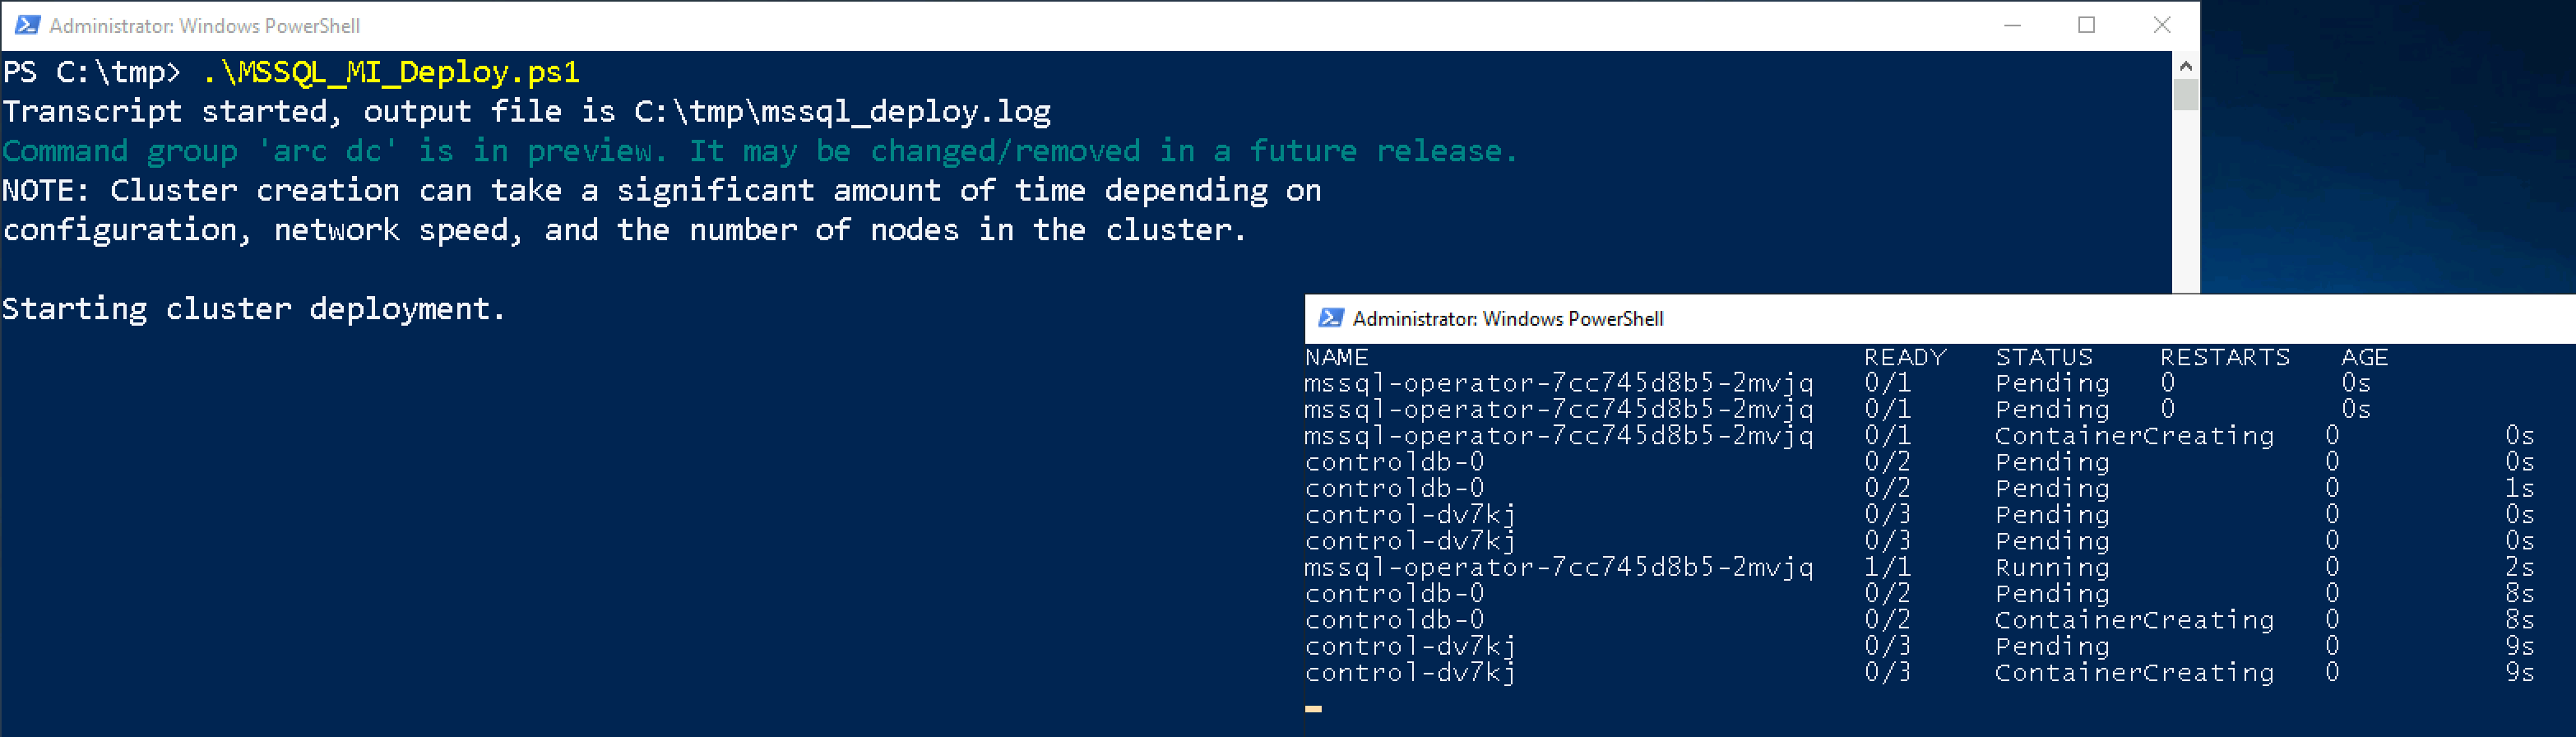 Administrator: Windows PowerShell
PS C:\tmp> .\MSSQL_MI_Deploy.ps1
Transcript started, output file is C:\tmp\mssql_deploy.log
Command group 'arc dc' is in preview. It may be changed/removed in a future release.
NOTE: Cluster creation can take a significant amount of time depending on
configuration, network speed, and the number of nodes in the cluster.
Starting cluster deployment.
Administrator: Windows PowerShell
NAME READY STATUS RESTARTS AGE
mssql-operator-7cc745d8b5-2mvjq 0/1 Pending 0 0s
mssql-operator-7cc745d8b5-2mvjq 0/1 Pending 0 0s
mssql-operator-7cc745d8b5-2mvjq 0/1 ContainerCreating 0 0s
controldb-0 0/2 Pending 0 0s
controldb-0 0/2 Pending 0 1s
control-dv7kj 0/3 Pending 0 0s
control-dv7kj 0/3 Pending 0 0s
mssql-operator-7cc745d8b5-2mvjq 1/1 Running 0 2s
controldb-0 0/2 Pending 0 8s
controldb-0 0/2 ContainerCreating 0 8s
control-dv7kj 0/3 Pending 0 9s
control-dv7kj 0/3 ContainerCreating 0 9s